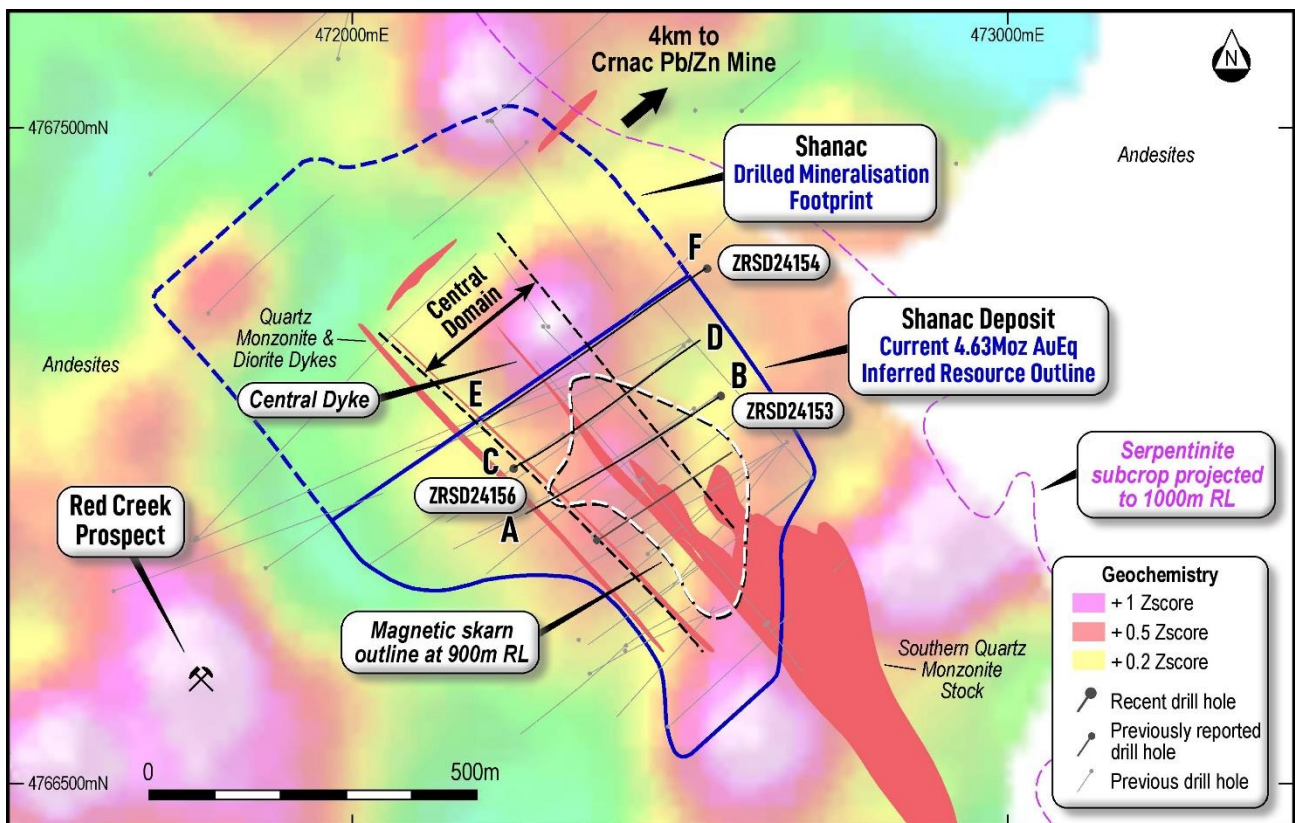 472000mE
473000mE
4km to
Crnac Pb/Zn Mine
N
4767500mN
Andesites
Shanac
Drilled Mineralisation
Footprint
F
ZRSD24154
Central
Domain
Quartz
Monzonite &
Diorite Dykes
Andesites
Shanac Deposit
Current 4.63Moz AuEq
Inferred Resource Outline
D
B
Central Dyke
E
ZRSD24153
C
ZRSD24156
A
Serpentinite
subcrop projected
to 1000m RL
Red Creek
Prospect
Magnetic skarn
outline at 900m RL
Southern Quartz
Monzonite
Stock
Geochemistry
+ 1 Zscore
+ 0.5 Zscore
+ 0.2 Zscore
Recent drill hole
Previously reported
drill hole
Previous drill hole
0
500m
4766500mN